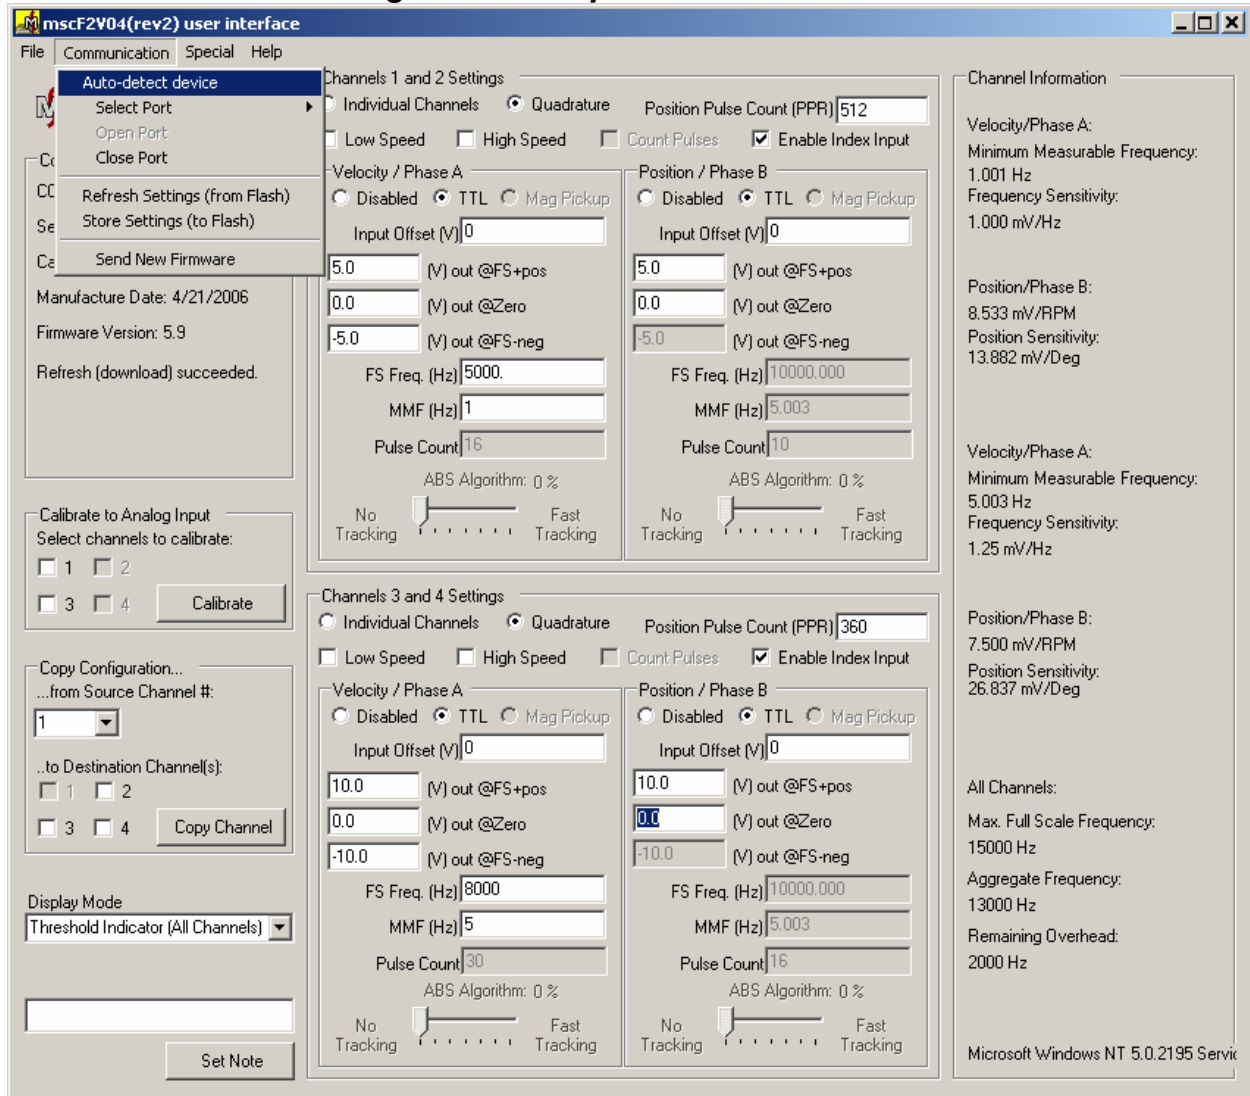 mscF2V04(rev2) user interface
File Communication Special Help
Auto-detect device
Select Port
Open Port
Close Port
Refresh Settings (from Flash)
Store Settings (to Flash)
Send New Firmware
Manufacture Date: 4/21/2006
Firmware Version: 5.9
Refresh (download) succeeded.
Calibrate to Analog Input
Select channels to calibrate:
1 2
3 4 Calibrate
Copy Configuration...
...from Source Channel #:
1
..to Destination Channel(s):
1 2
3 4 Copy Channel
Display Mode
Threshold Indicator (All Channels)
Set Note
Channels 1 and 2 Settings
Individual Channels Quadrature Position Pulse Count (PPR) 512
Low Speed High Speed Count Pulses Enable Index Input
Velocity / Phase A
Disabled TTL Mag Pickup
Input Offset (V) 0
5.0 (V) out @FS+pos
0.0 (V) out @Zero
-5.0 (V) out @FS-neg
FS Freq. (Hz) 5000.
MMF (Hz) 1
Pulse Count 16
ABS Algorithm: 0 %
No Tracking Fast Tracking
Position / Phase B
Disabled TTL Mag Pickup
Input Offset (V) 0
5.0 (V) out @FS+pos
0.0 (V) out @Zero
-5.0 (V) out @FS-neg
FS Freq. (Hz) 10000.000
MMF (Hz) 5.003
Pulse Count 10
ABS Algorithm: 0 %
No Tracking Fast Tracking
Channels 3 and 4 Settings
Individual Channels Quadrature Position Pulse Count (PPR) 360
Low Speed High Speed Count Pulses Enable Index Input
Velocity / Phase A
Disabled TTL Mag Pickup
Input Offset (V) 0
10.0 (V) out @FS+pos
0.0 (V) out @Zero
-10.0 (V) out @FS-neg
FS Freq. (Hz) 8000
MMF (Hz) 5
Pulse Count 30
ABS Algorithm: 0 %
No Tracking Fast Tracking
Position / Phase B
Disabled TTL Mag Pickup
Input Offset (V) 0
10.0 (V) out @FS+pos
0.0 (V) out @Zero
-10.0 (V) out @FS-neg
FS Freq. (Hz) 10000.000
MMF (Hz) 5.003
Pulse Count 16
ABS Algorithm: 0 %
No Tracking Fast Tracking
Channel Information
Velocity/Phase A:
Minimum Measurable Frequency:
1.001 Hz
Frequency Sensitivity:
1.000 mV/Hz
Position/Phase B:
8.533 mV/RPM
Position Sensitivity:
13.882 mV/Deg
Velocity/Phase A:
Minimum Measurable Frequency:
5.003 Hz
Frequency Sensitivity:
1.25 mV/Hz
Position/Phase B:
7.500 mV/RPM
Position Sensitivity:
26.837 mV/Deg
All Channels:
Max. Full Scale Frequency:
15000 Hz
Aggregate Frequency:
13000 Hz
Remaining Overhead:
2000 Hz
Microsoft Windows NT 5.0.2195 Servi